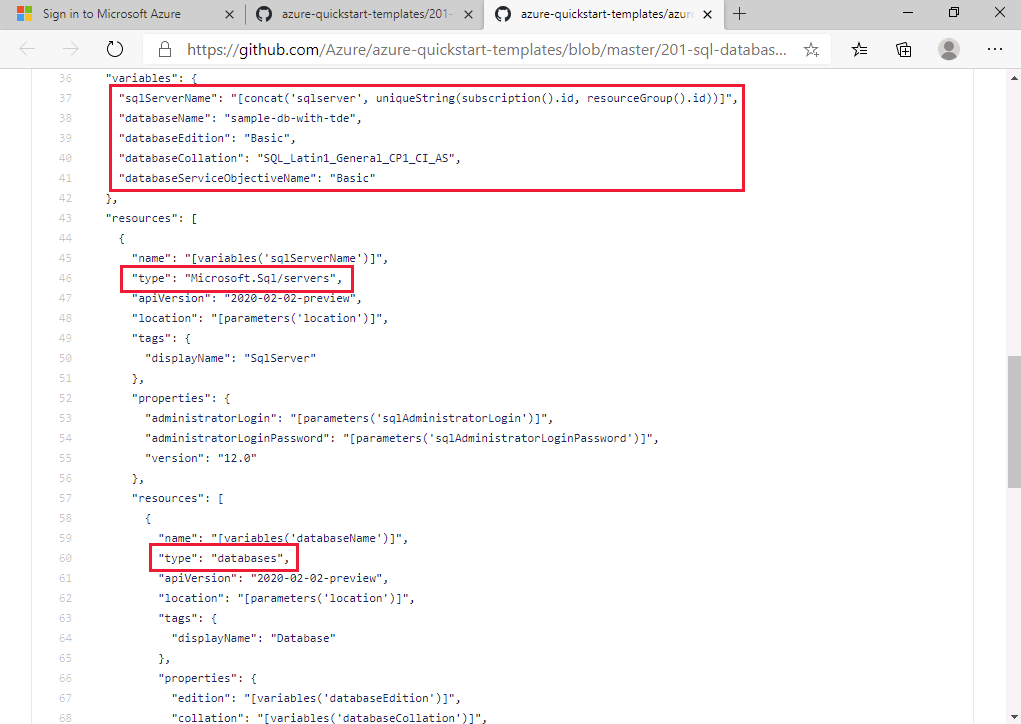 Sign in to Microsoft Azure
azure-quickstart-templates/201-
azure-quickstart-templates/azure
https://github.com/Azure/azure-quickstart-templates/blob/master/201-sql-databas...
36 "variables": {
37 "sqlServerName": "[concat('sqlserver', uniqueString(subscription().id, resourceGroup().id))]",
38 "databaseName": "sample-db-with-tde",
39 "databaseEdition": "Basic",
40 "databaseCollation": "SQL_Latin1_General_CP1_CI_AS",
41 "databaseServiceObjectiveName": "Basic"
42 },
43 "resources": [
44 {
45 "name": "[variables('sqlServerName')]",
46 "type": "Microsoft.Sql/servers",
47 "apiVersion": "2020-02-02-preview",
48 "location": "[parameters('location')]",
49 "tags": {
50 "displayName": "SqlServer"
51 },
52 "properties": {
53 "administratorLogin": "[parameters('sqlAdministratorLogin')]",
54 "administratorLoginPassword": "[parameters('sqlAdministratorLoginPassword')]",
55 "version": "12.0"
56 },
57 "resources": [
58 {
59 "name": "[variables('databaseName')]",
60 "type": "databases",
61 "apiVersion": "2020-02-02-preview",
62 "location": "[parameters('location')]",
63 "tags": {
64 "displayName": "Database"
65 },
66 "properties": {
67 "edition": "[variables('databaseEdition')]",
68 "collation": "[variables('databaseCollation')]",